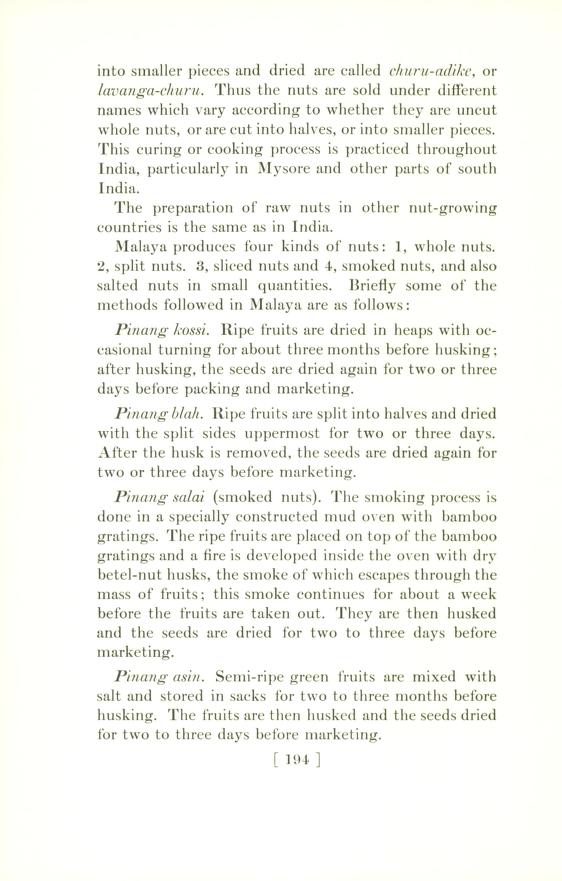 into smaller pieces and dried are called churu-adike, or
lavanga-churu. Thus the nuts are sold under different
names which vary according to whether they are uncut
whole nuts, or are cut into halves, or into smaller pieces.
This curing or cooking process is practiced throughout
India, particularly in Mysore and other parts of south
India.
The preparation of raw nuts in other nut-growing
countries is the same as in India.
Malaya produces four kinds of nuts: 1, whole nuts.
2, split nuts. 3, sliced nuts and 4, smoked nuts, and also
salted nuts in small quantities. Briefly some of the
methods followed in Malaya are as follows:
Pinang kossi. Ripe fruits are dried in heaps with oc-
casional turning for about three months before husking;
after husking, the seeds are dried again for two or three
days before packing and marketing.
Pinang blah. Ripe fruits are split into halves and dried
with the split sides uppermost for two or three days.
After the husk is removed, the seeds are dried again for
two or three days before marketing.
Pinang salai (smoked nuts). The smoking process is
done in a specially constructed mud oven with bamboo
gratings. The ripe fruits are placed on top of the bamboo
gratings and a fire is developed inside the oven with dry
betel-nut husks, the smoke of which escapes through the
mass of fruits; this smoke continues for about a week
before the fruits are taken out. They are then husked
and the seeds are dried for two to three days before
marketing.
Pinang asin. Semi-ripe green fruits are mixed with
salt and stored in sacks for two to three months before
husking. The fruits are then husked and the seeds dried
for two to three days before marketing.
[ 194 ]